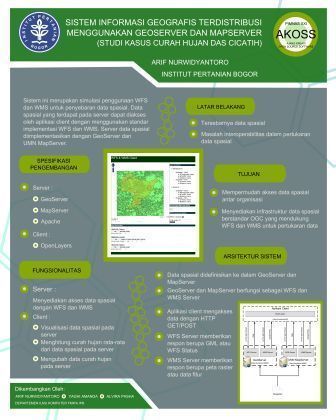 SISTEM INFORMASI GEOGRAFIS TERDISTRIBUSI
MENGGUNAKAN GEOSERVER DAN MAPSERVER
(STUDI KASUS CURAH HUJAN DAS CICATIH)
PIMNAS XXI
AKOSS
ARIF NURWIDYANTORO
INSTITUT PERTANIAN BOGOR
Sistem ini merupakan simulasi penggunaan WFS
dan WMS untuk penyebaran data spasial. Data
spasial yang terdapat pada server dapat diakses
oleh aplikasi client dengan menggunakan standar
implementasi WFS dan WMS. Server data spasial
diimplementasikan dengan GeoServer dan
UMN MapServer.
LATAR BELAKANG
Tersebarnya data spasial
Masalah interoperabilitas dalam pertukaran
data spasial
SPESIFIKASI
PENGEMBANGAN
Server :
GeoServer
MapServer
Apache
Client :
OpenLayers
TUJUAN
Mempermudah akses data spasial
antar organisasi
Menyediakan infrastruktur data spasial
berstandar OGC yang mendukung
WFS dan WMS untuk pertukaran data
ARSITEKTUR SISTEM
FUNGSIONALITAS
Server :
Menyediakan akses data spasial
dengan WFS dan WMS
Client :
Visualisasi data spasial pada
server
Menghitung curah hujan rata-rata
dari data spasial pada server
Mengubah data curah hujan
pada server
Data spasial didefinisikan ke dalam GeoServer dan
MapServer
GeoServer dan MapServer berfungsi sebagai WFS dan
WMS Server
Aplikasi client mengakses
data dengan HTTP
GET/POST
WFS Server memberikan
respon berupa GML atau
WFS Status
WMS Server memberikan
respon berupa peta raster
atau data fitur
Dikembangkan Oleh:
ARIF NURWIDYANTORO
YADHI AMANDA
DEPARTEMEN ILMU KOMPUTER FMIPA IPB